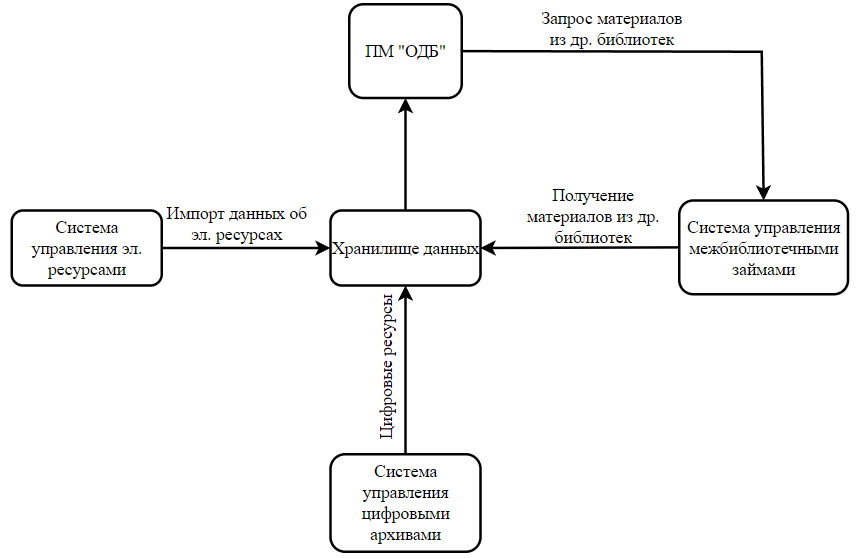 Запрос материалов
из др. библиотек
ПМ "ОДБ"
Импорт данных об
эл. ресурсах
Получение
материалов из др.
библиотек
Система
управления эл.
ресурсами
Хранилище данных
Система управления
межбиблиотечными
займами
Цифровые ресурсы
Система
управления
цифровыми
архивами